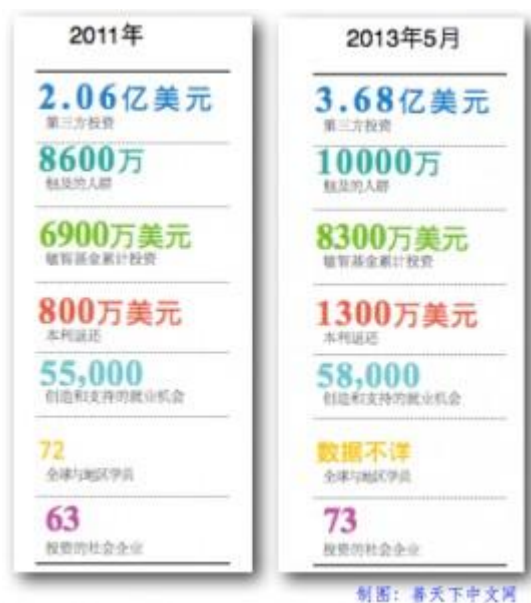 2011年
2.06亿美元
第三方投资
8600万
触及的人群
6900万美元
敏智基金累计投资
800万美元
本利返还
55,000
创造和支持的就业机会
72
全球与地区学员
63
投资的社会企业
2013年5月
3.68亿美元
第三方投资
10000万
触及的人群
8300万美元
敏智基金累计投资
1300万美元
本利返还
58,000
创造和支持的就业机会
数据不详
全球与地区学员
73
投资的社会企业
制图：善天下中文网